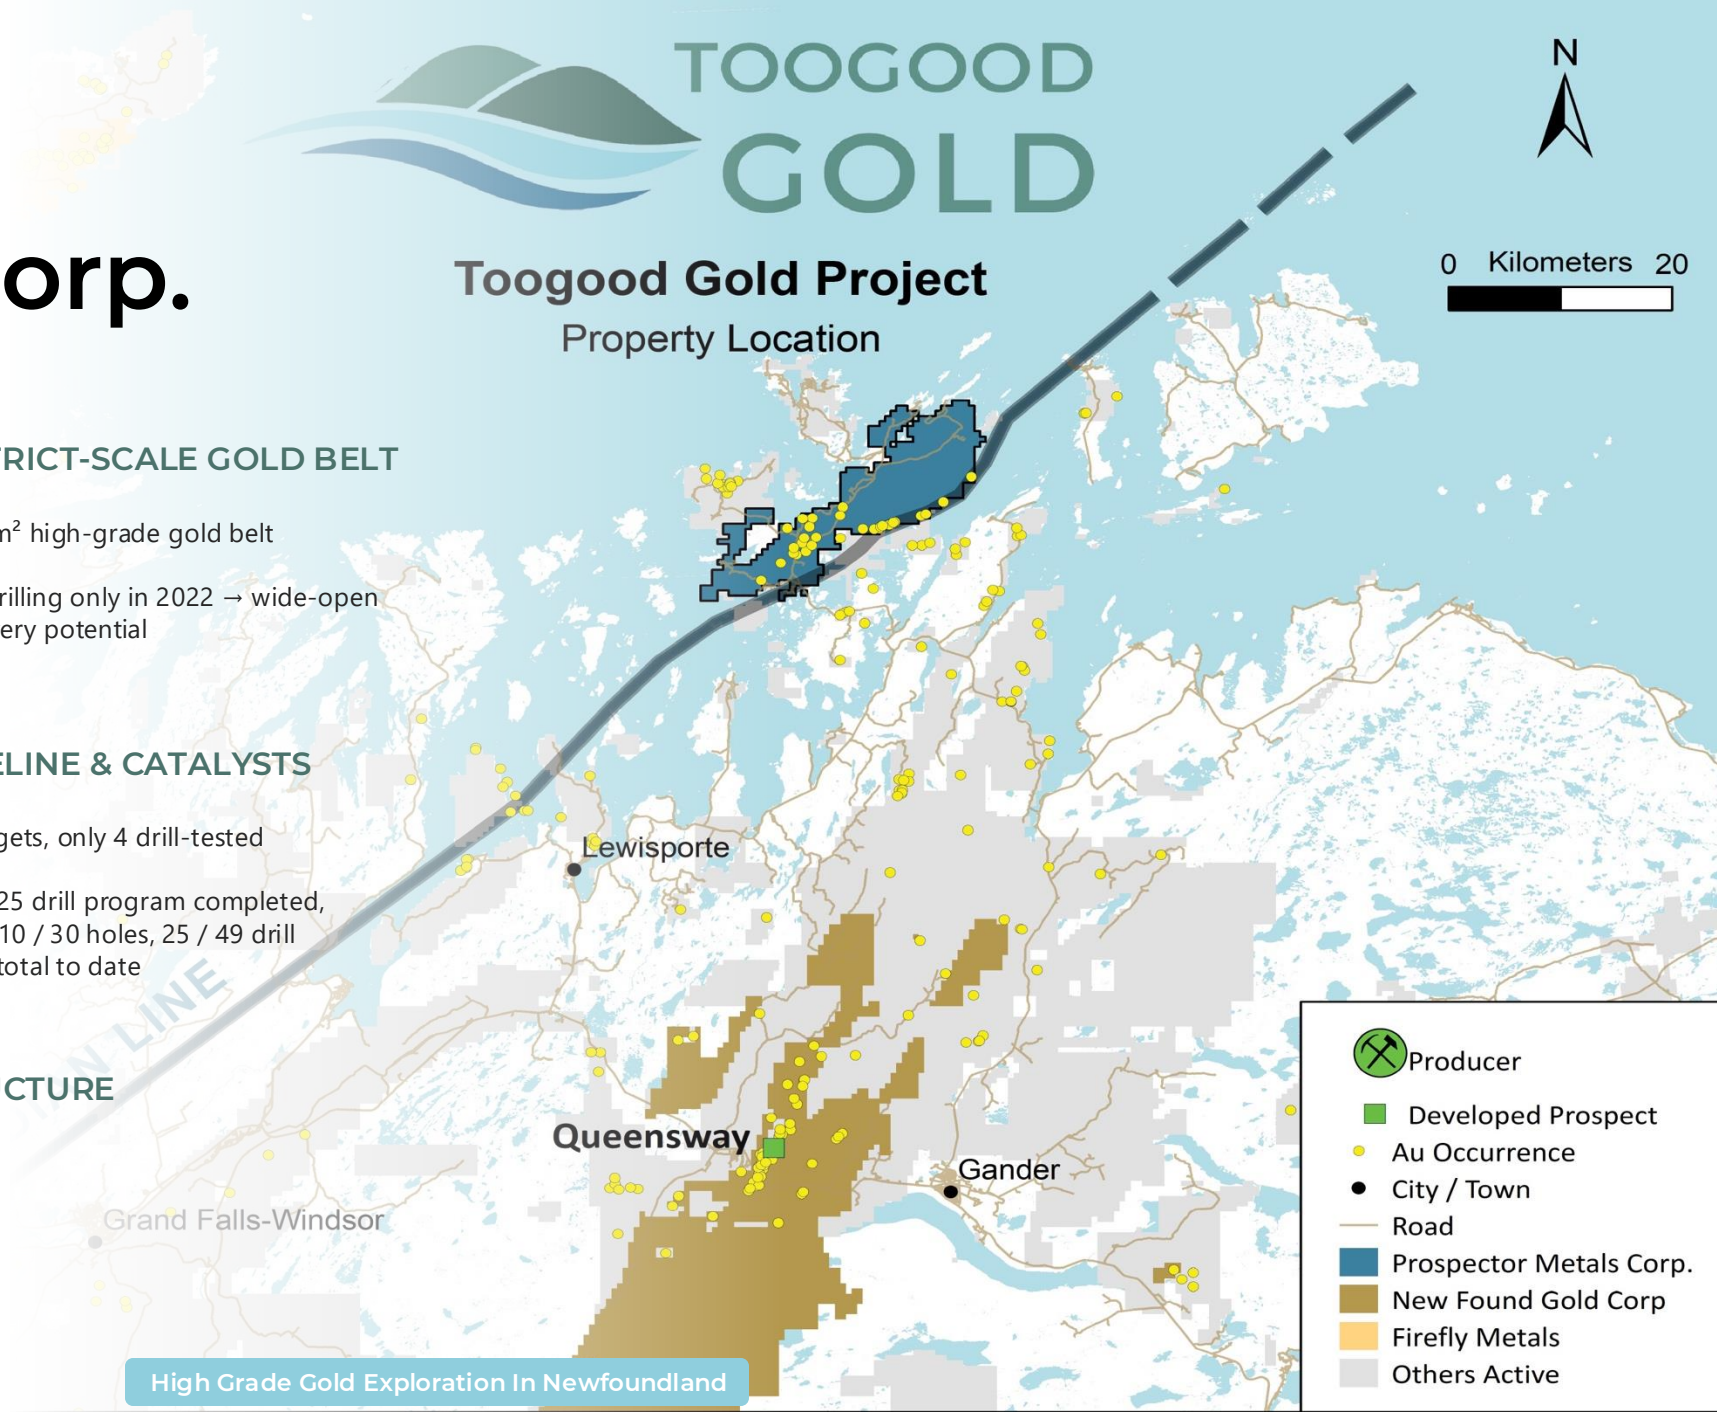 TOOGOOD
GOLD
N
orp.
Toogood Gold Project
Property Location
0 Kilometers 20
TRICT-SCALE GOLD BELT
m² high-grade gold belt
rilling only in 2022 → wide-open
ery potential
ELINE & CATALYSTS
gets, only 4 drill-tested
25 drill program completed,
10 / 30 holes, 25 / 49 drill
total to date
LINE
UCTURE
Lewisporte
Queensway
Gander
Grand Falls-Windsor
Producer
Developed Prospect
Au Occurrence
City / Town
Road
Prospector Metals Corp.
New Found Gold Corp
Firefly Metals
Others Active
High Grade Gold Exploration In Newfoundland